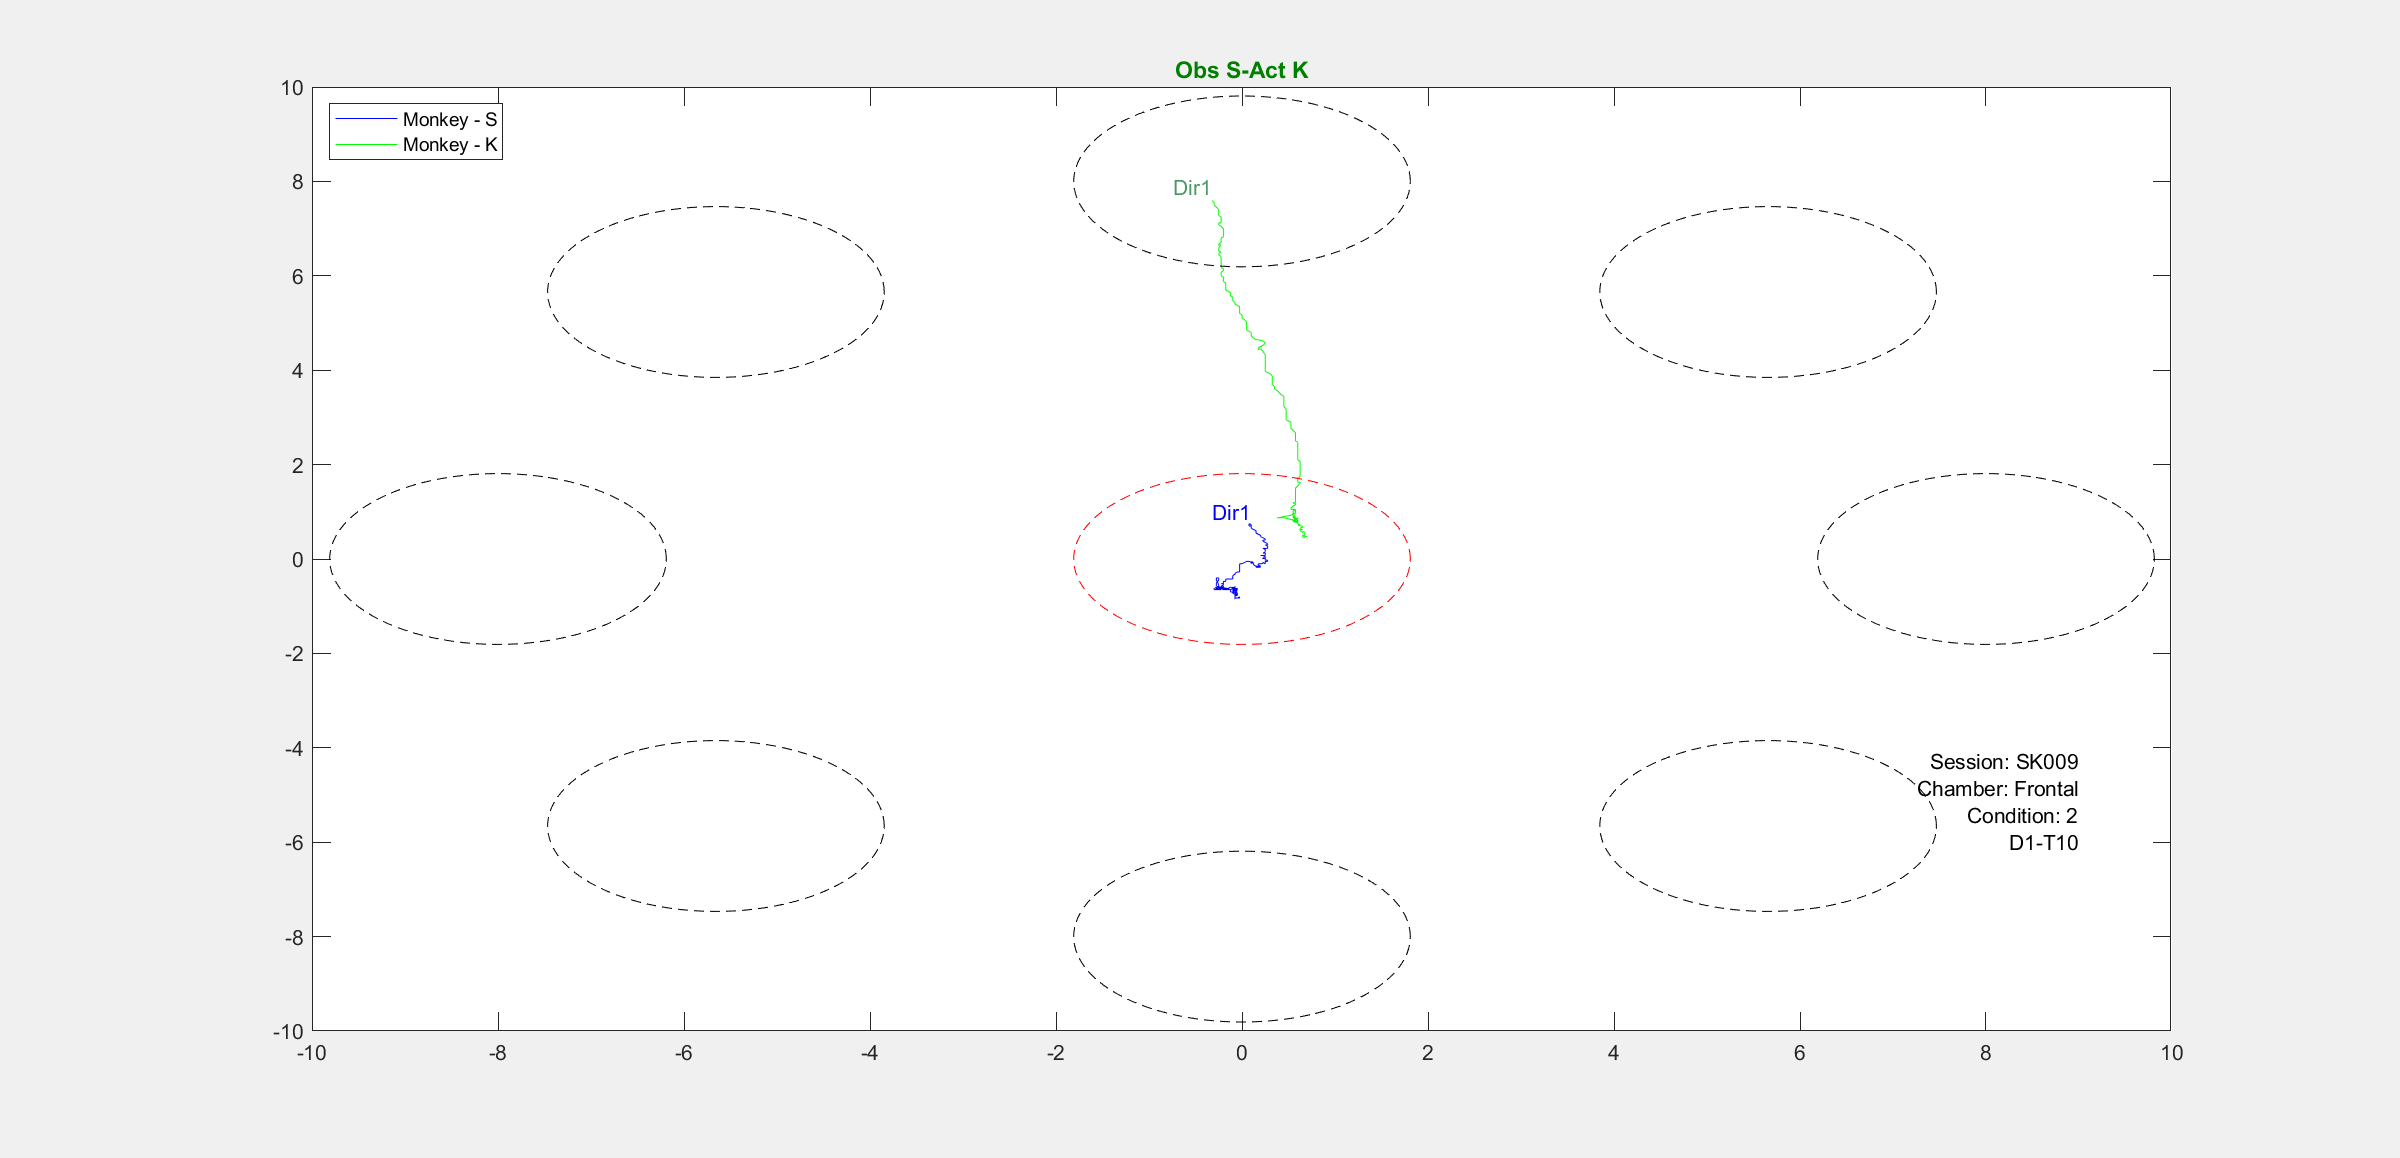 Obs S-Act K
Monkey - S
Monkey - K
10
8
6
4
2
0
-2
-4
-6
-8
-10
Dir1
Dir1
Session: SK009
Chamber: Frontal
Condition: 2
D1-T10
-10 -8 -6 -4 -2 0 2 4 6 8 10